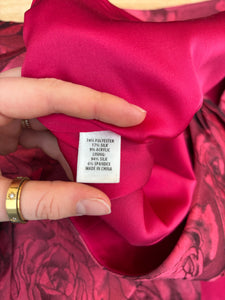 74% POLYESTER
17% SILK
9% ACRYLIC
LINING:
94% SILK
6% SPANDEX
MADE IN CHINA